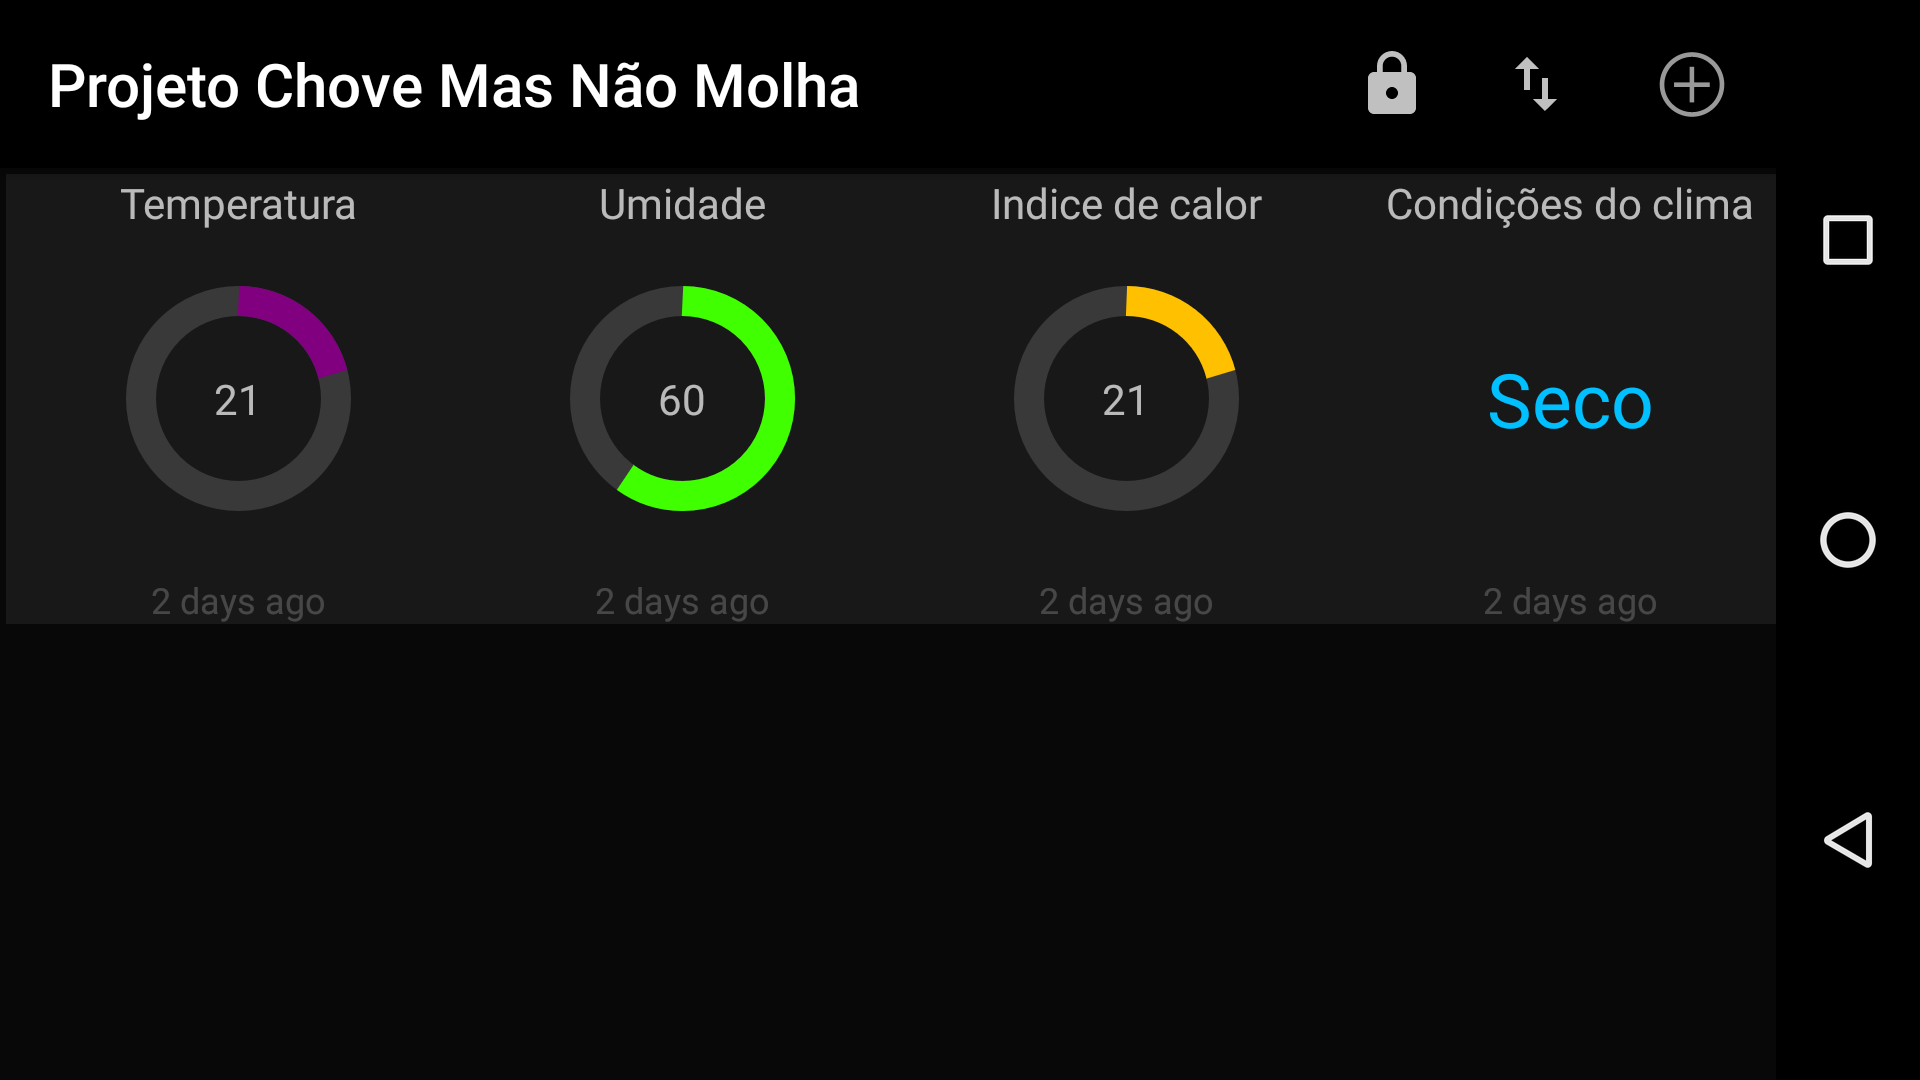 Projeto Chove Mas Não Molha
Temperatura
Umidade
Indice de calor
Condições do clima
21
60
21
Seco
2 days ago
2 days ago
2 days ago
2 days ago